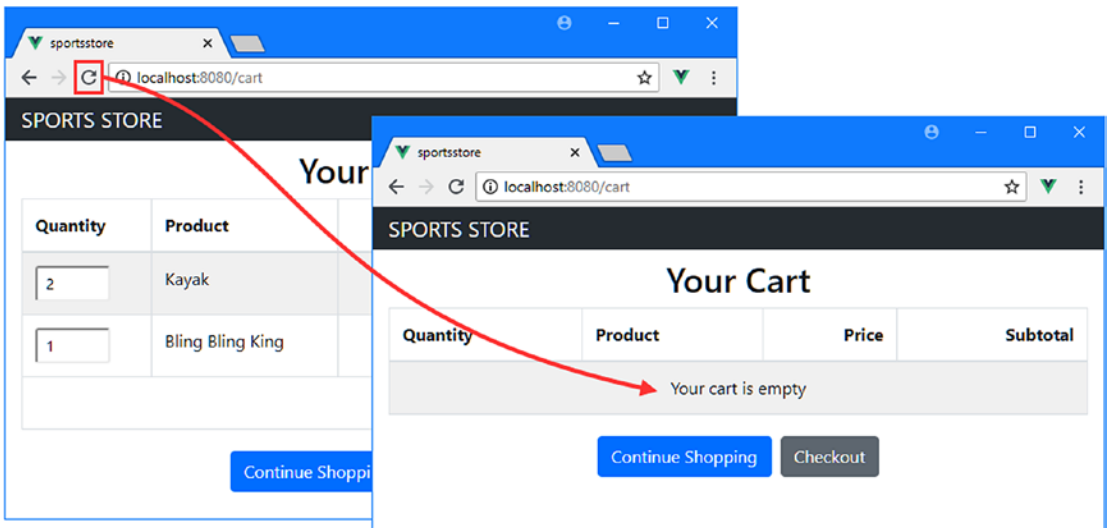 sportsstore
localhost:8080/cart
SPORTS STORE
Your
Quantity Product
2 Kayak
1 Bling Bling King
Continue Shoppi
sportsstore
localhost:8080/cart
SPORTS STORE
Your Cart
Quantity Product Price Subtotal
Your cart is empty
Continue Shopping Checkout